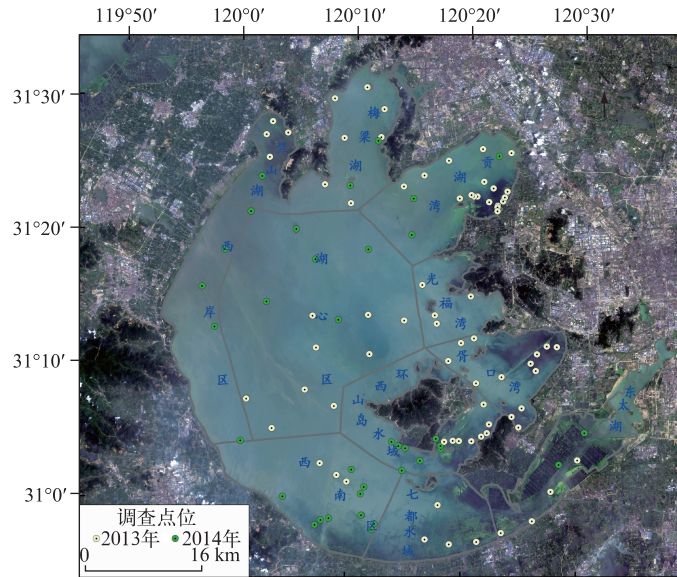 119°50′ 120°0′ 120°10′ 120°20′ 120°30′
31°30′
31°20′
31°10′
31°0′
梅梁湖
竺山湖
贡湖湾
西岸区
湖心区
光福湾
胥口湾
环西山岛水域
东太湖
西南区
七都水域
调查点位
2013年 2014年
0 16 km